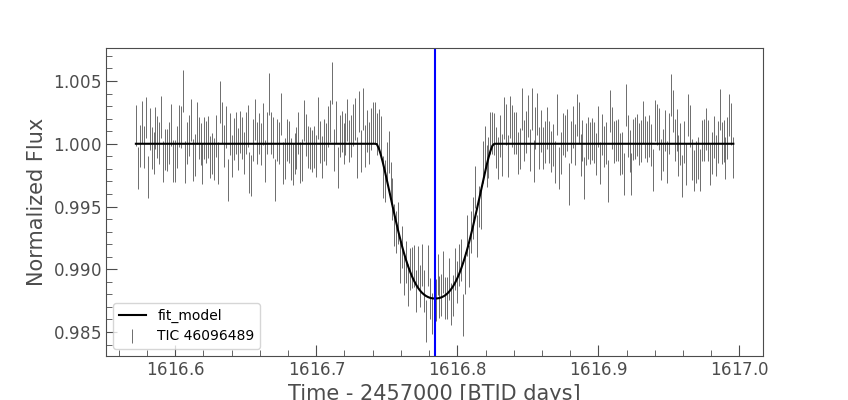 1.005
1.000
0.995
0.990
0.985
Normalized Flux
fit_model
TIC 46096489
1616.6 1616.7 1616.8 1616.9 1617.0
Time - 2457000 [BTJD days]